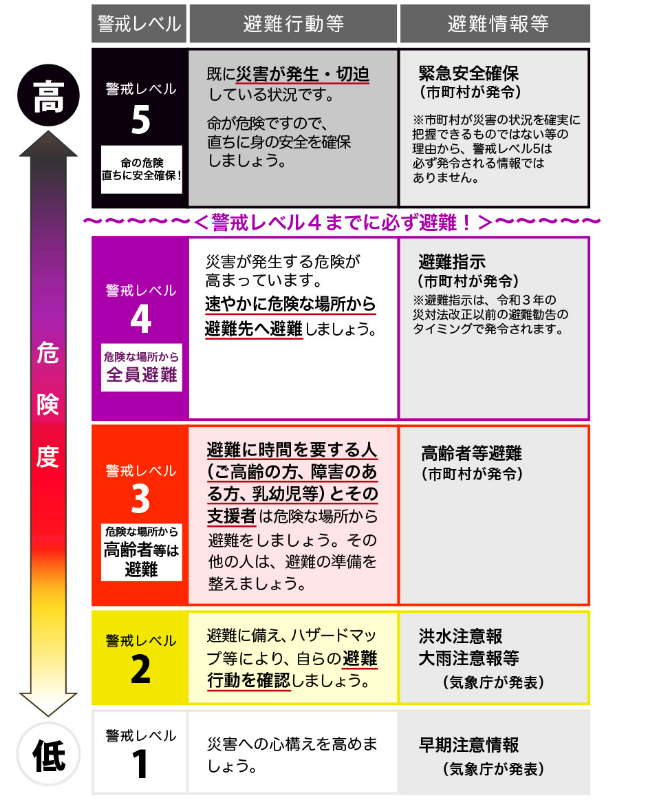 警戒レベル 避難行動等 避難情報等
高
警戒レベル
5
命の危険
直ちに安全確保!
既に災害が発生・切迫
している状況です。
命が危険ですので、
直ちに身の安全を確保
しましょう。
緊急安全確保
(市町村が発令)
※市町村が災害の状況を確実に
把握できるものではない等の
理由から、警戒レベル5は
必ず発令される情報では
ありません。
〜〜〜〜〜<警戒レベル4までに必ず避難!>〜〜〜〜〜
危険度
警戒レベル
4
危険な場所から
全員避難
災害が発生する危険が
高まっています。
速やかに危険な場所から
避難先へ避難しましょう。
避難指示
(市町村が発令)
※避難指示は、令和3年の
災対法改正以前の避難勧告の
タイミングで発令されます。
警戒レベル
3
危険な場所から
高齢者等は
避難
避難に時間を要する人
(ご高齢の方、障害のあ
る方、乳幼児等)とその
支援者は危険な場所から
避難をしましょう。その
他の人は、避難の準備を
整えましょう。
高齢者等避難
(市町村が発令)
警戒レベル
2
避難に備え、ハザードマッ
プ等により、自らの避難
行動を確認しましょう。
洪水注意報
大雨注意報等
(気象庁が発表)
低
警戒レベル
1
災害への心構えを高めま
しょう。
早期注意情報
(気象庁が発表)